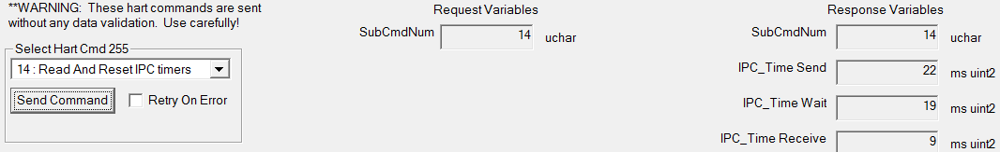 **WARNING:  These hart commands are sent
without any data validation.  Use carefully!
Select Hart Cmd 255
14 : Read And Reset IPC timers
Send Command
Retry On Error
Request Variables
SubCmdNum 14 uchar
Response Variables
SubCmdNum 14 uchar
IPC_Time Send 22 ms uint2
IPC_Time Wait 19 ms uint2
IPC_Time Receive 9 ms uint2